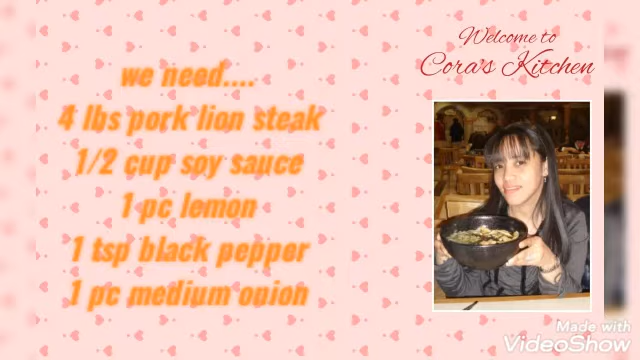 Welcome to
Cora's Kitchen
we need....
4 lbs pork lion steak
1/2 cup soy sauce
1 pc lemon
1 tsp black pepper
1 pc medium onion
Made with
VideoShow